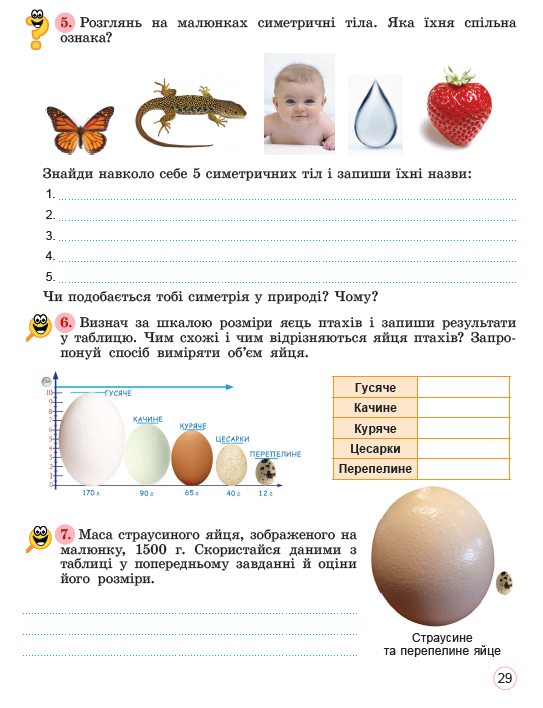 5. Розглянь на малюнках симетричні тіла. Яка їхня спільна
ознака?
Знайди навколо себе 5 симетричних тіл і запиши їхні назви:
1.
2.
3.
4.
5.
Чи подобається тобі симетрія у природі? Чому?
6. Визнач за шкалою розміри яєць птахів і запиши результати
у таблицю. Чим схожі і чим відрізняються яйця птахів? Запро-
понуй спосіб виміряти об’єм яйця.
10
9
8
7
6
5
4
3
2
1
0
ГУСЯЧЕ
КАЧИНЕ
КУРЯЧЕ
ЦЕСАРКИ
ПЕРЕПЕЛИНЕ
170 г 90 г 65 г 40 г 12 г
Гусяче
Качине
Куряче
Цесарки
Перепелине
7. Маса страусиного яйця, зображеного на
малюнку, 1500 г. Скористайся даними з
таблиці у попередньому завданні й оціни
його розміри.
Страусине
та перепелине яйце
29